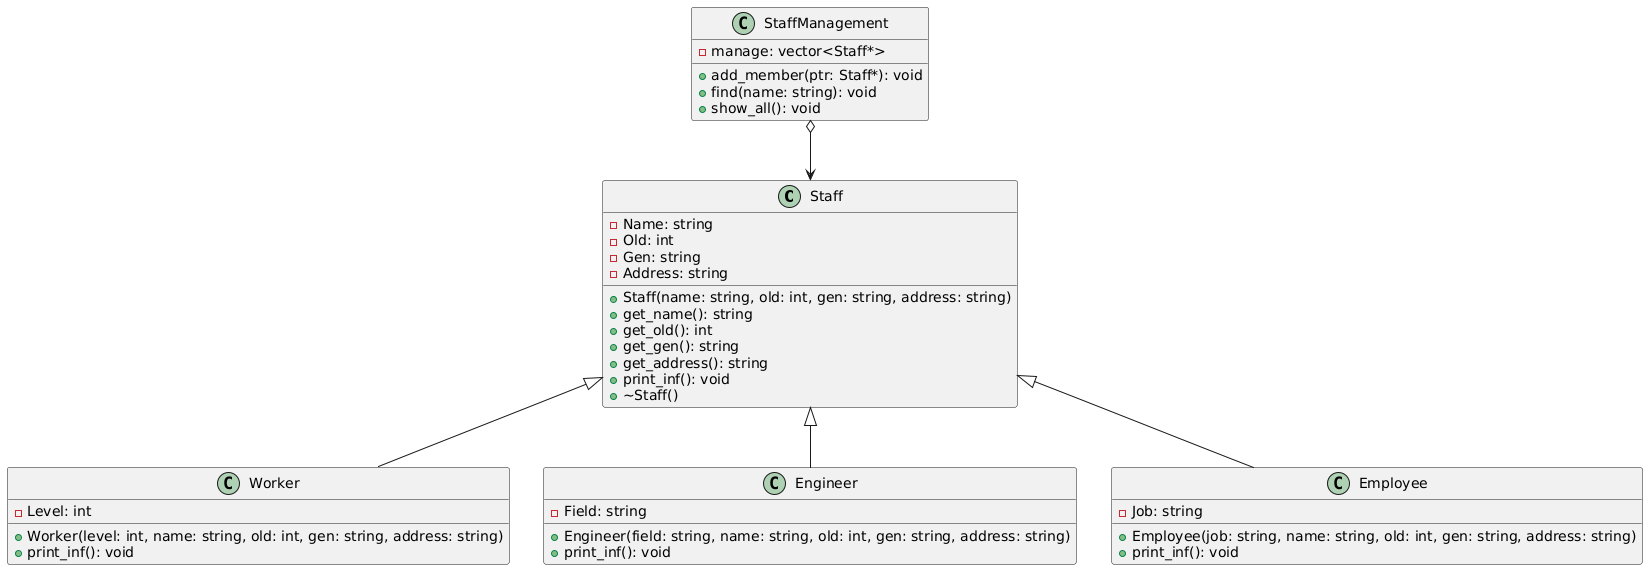 C StaffManagement
manage: vector<Staff*>
add_member(ptr: Staff*): void
find(name: string): void
show_all(): void
C Staff
Name: string
Old: int
Gen: string
Address: string
Staff(name: string, old: int, gen: string, address: string)
get_name(): string
get_old(): int
get_gen(): string
get_address(): string
print_inf(): void
~Staff()
C Worker
Level: int
Worker(level: int, name: string, old: int, gen: string, address: string)
print_inf(): void
C Engineer
Field: string
Engineer(field: string, name: string, old: int, gen: string, address: string)
print_inf(): void
C Employee
Job: string
Employee(job: string, name: string, old: int, gen: string, address: string)
print_inf(): void